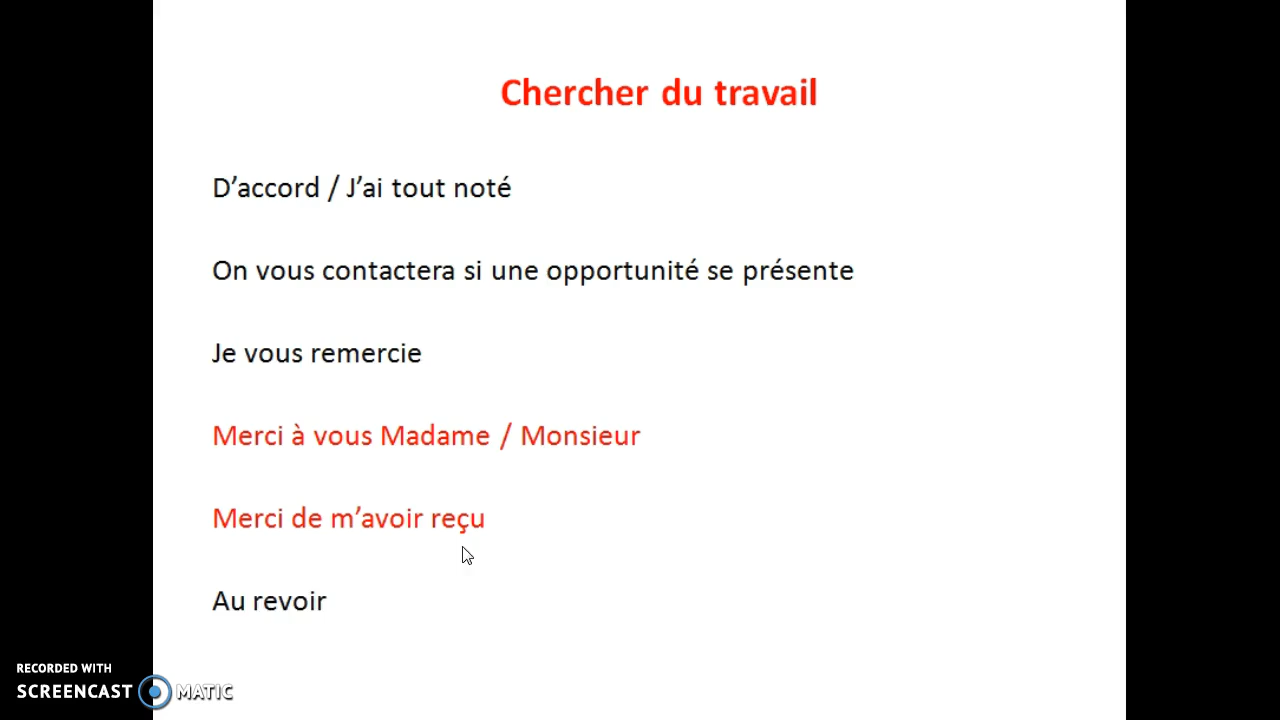 Chercher du travail
D’accord / J’ai tout noté
On vous contactera si une opportunité se présente
Je vous remercie
Merci à vous Madame / Monsieur
Merci de m’avoir reçu
Au revoir
RECORDED WITH
SCREENCAST MATIC